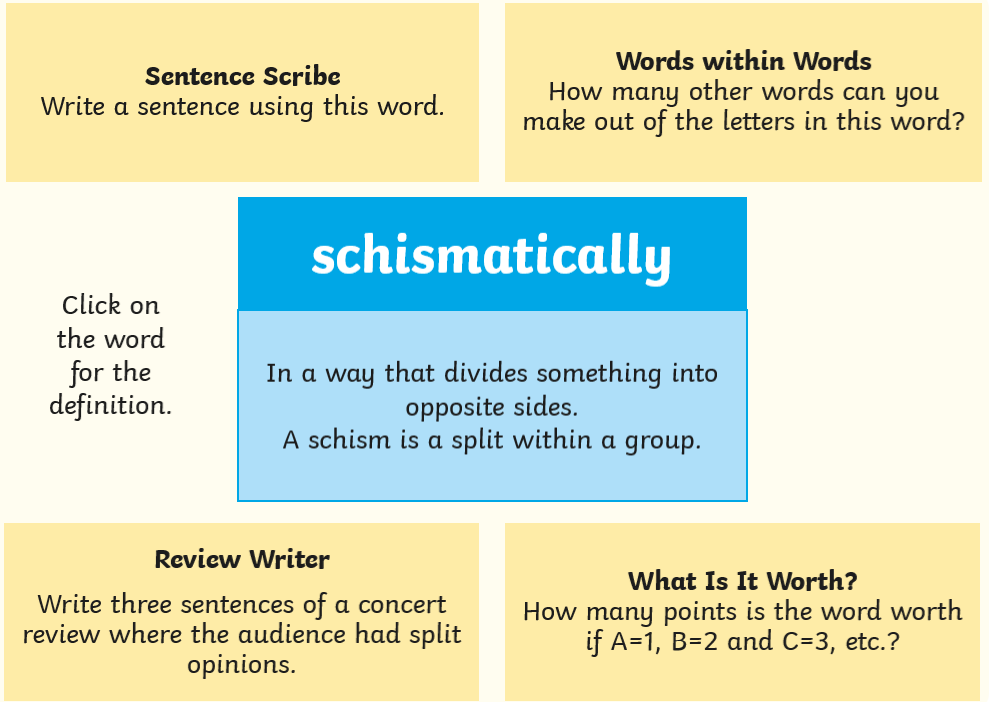 Sentence Scribe
Write a sentence using this word.
Words within Words
How many other words can you
make out of the letters in this word?
schismatically
Click on
the word
for the
definition.
In a way that divides something into
opposite sides.
A schism is a split within a group.
Review Writer
Write three sentences of a concert
review where the audience had split
opinions.
What Is It Worth?
How many points is the word worth
if A=1, B=2 and C=3, etc.?